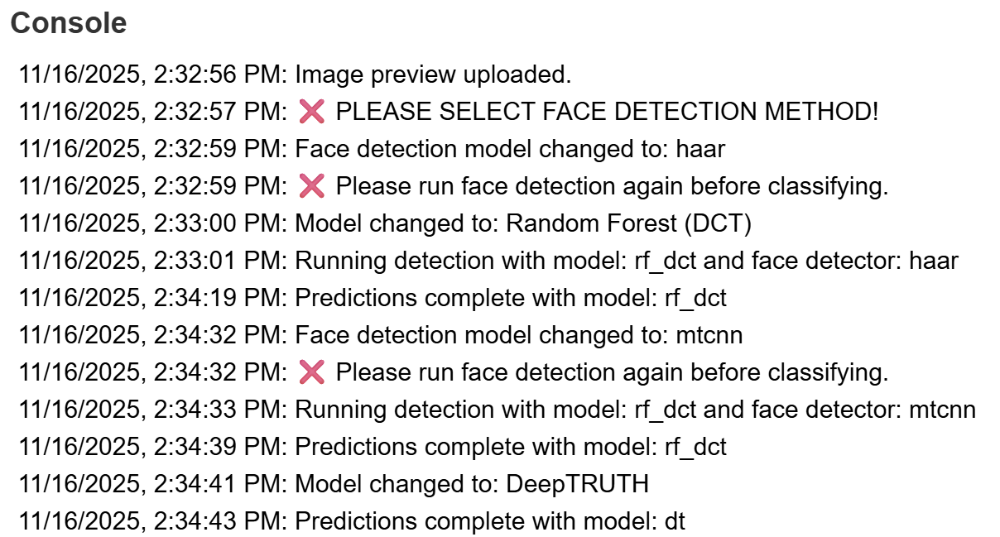 Console
11/16/2025, 2:32:56 PM: Image preview uploaded.
11/16/2025, 2:32:57 PM: ❌ PLEASE SELECT FACE DETECTION METHOD!
11/16/2025, 2:32:59 PM: Face detection model changed to: haar
11/16/2025, 2:32:59 PM: ❌ Please run face detection again before classifying.
11/16/2025, 2:33:00 PM: Model changed to: Random Forest (DCT)
11/16/2025, 2:33:01 PM: Running detection with model: rf_dct and face detector: haar
11/16/2025, 2:34:19 PM: Predictions complete with model: rf_dct
11/16/2025, 2:34:32 PM: Face detection model changed to: mtcnn
11/16/2025, 2:34:32 PM: ❌ Please run face detection again before classifying.
11/16/2025, 2:34:33 PM: Running detection with model: rf_dct and face detector: mtcnn
11/16/2025, 2:34:39 PM: Predictions complete with model: rf_dct
11/16/2025, 2:34:41 PM: Model changed to: DeepTRUTH
11/16/2025, 2:34:43 PM: Predictions complete with model: dt